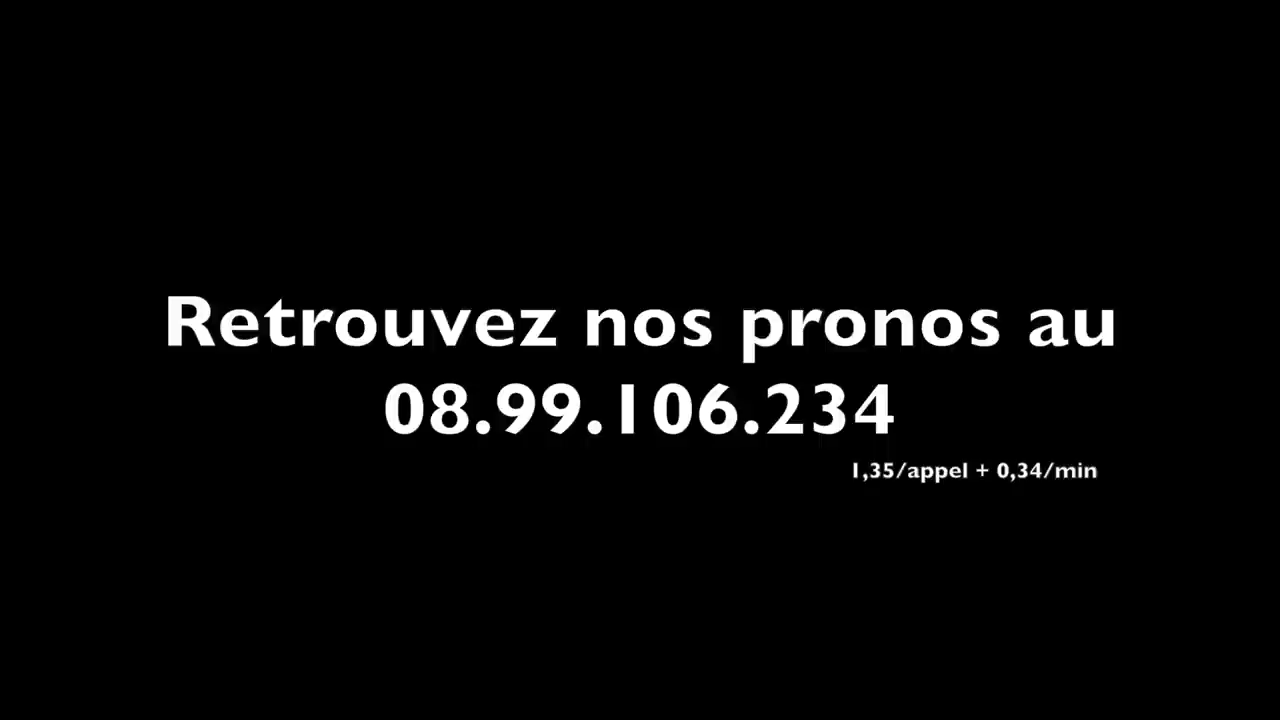 Retrouvez nos pronos au
08.99.106.234
1,35/appel + 0,34/min